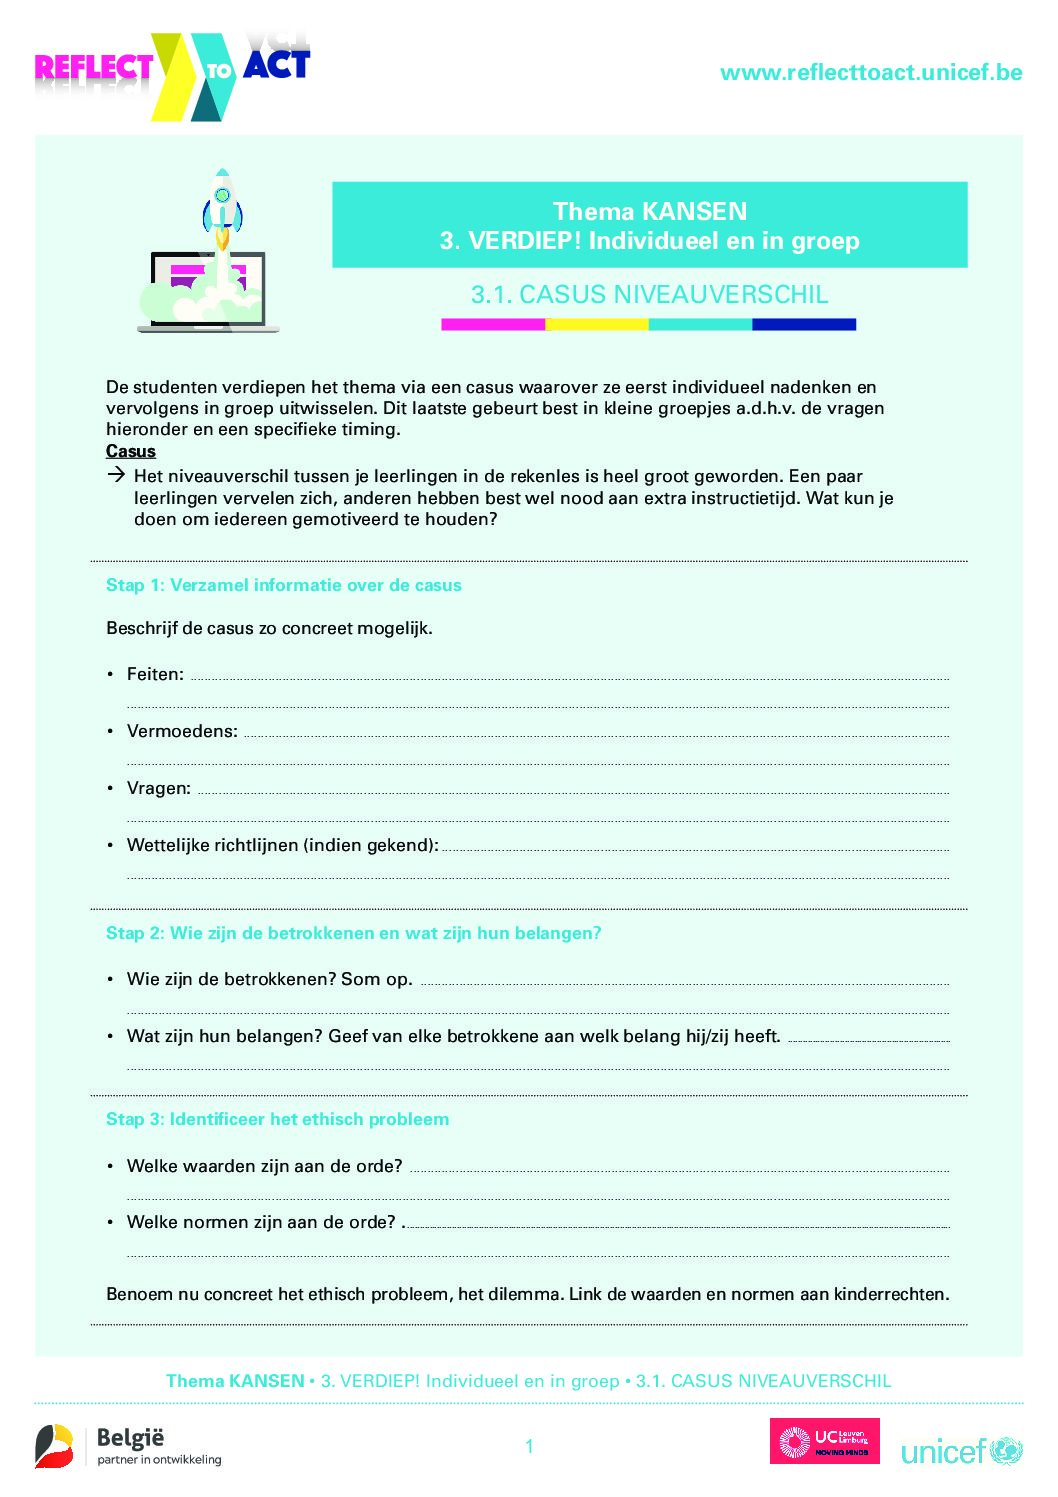 REFLECT TO ACT
www.reflecttoact.unicef.be
Thema KANSEN
3. VERDIEP! Individueel en in groep
3.1. CASUS NIVEAUVERSCHIL
De studenten verdiepen het thema via een casus waarover ze eerst individueel nadenken en
vervolgens in groep uitwisselen. Dit laatste gebeurt best in kleine groepjes a.d.h.v. de vragen
hieronder en een specifieke timing.
Casus
→ Het niveauverschil tussen je leerlingen in de rekenles is heel groot geworden. Een paar
leerlingen vervelen zich, anderen hebben best wel nood aan extra instructietijd. Wat kun je
doen om iedereen gemotiveerd te houden?
Stap 1: Verzamel informatie over de casus
Beschrijf de casus zo concreet mogelijk.
• Feiten:
• Vermoedens:
• Vragen:
• Wettelijke richtlijnen (indien gekend):
Stap 2: Wie zijn de betrokkenen en wat zijn hun belangen?
• Wie zijn de betrokkenen? Som op.
• Wat zijn hun belangen? Geef van elke betrokkene aan welk belang hij/zij heeft.
Stap 3: Identificeer het ethisch probleem
• Welke waarden zijn aan de orde?
• Welke normen zijn aan de orde? .
Benoem nu concreet het ethisch probleem, het dilemma. Link de waarden en normen aan kinderrechten.
Thema KANSEN • 3. VERDIEP! Individueel en in groep • 3.1. CASUS NIVEAUVERSCHIL
België
partner in ontwikkeling
1
UC Leuven
Limburg
MOVING MINDS
unicef